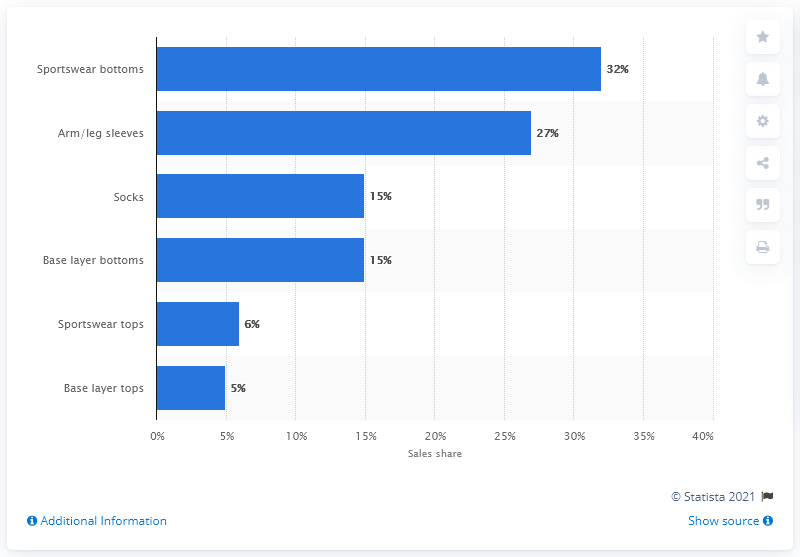 Sportswear bottoms 32%
Arm/leg sleeves 27%
Socks 15%
Base layer bottoms 15%
Sportswear tops 6%
Base layer tops 5%
0% 5% 10% 15% 20% 25% 30% 35% 40%
Sales share
© Statista 2021
Additional Information Show source